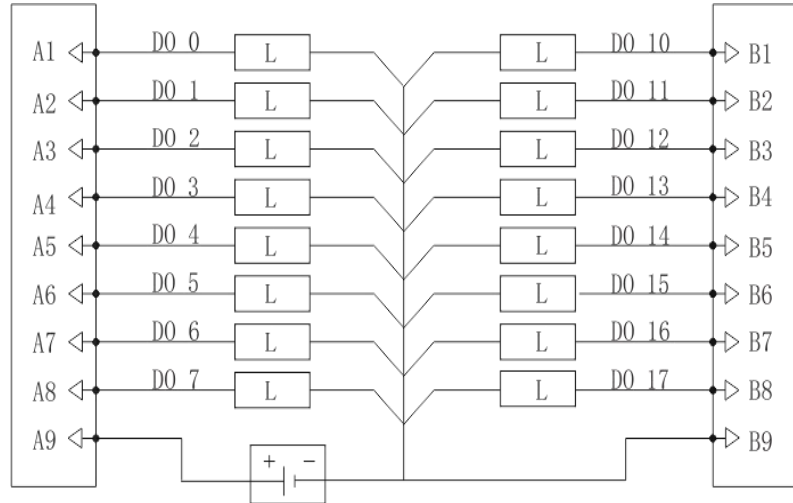 A1 DO 0 L L DO 10 B1
A2 DO 1 L L DO 11 B2
A3 DO 2 L L DO 12 B3
A4 DO 3 L L DO 13 B4
A5 DO 4 L L DO 14 B5
A6 DO 5 L L DO 15 B6
A7 DO 6 L L DO 16 B7
A8 DO 7 L L DO 17 B8
A9 + - B9